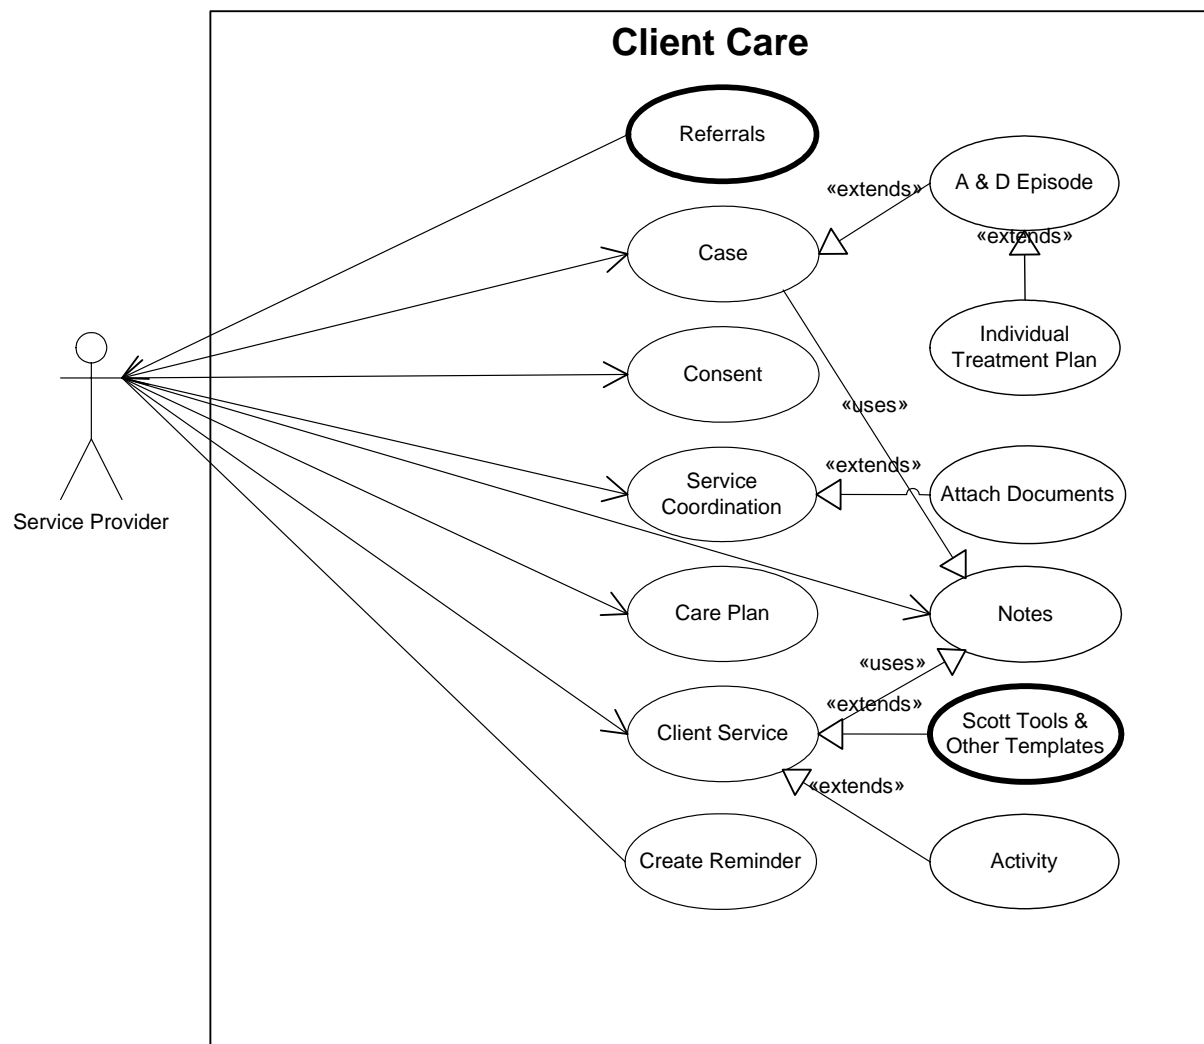 Client Care
Referrals
A & D Episode
«extends»
«extends»
Case
Individual
Treatment Plan
Consent
«uses»
«extends»
Service
Coordination
Attach Documents
Service Provider
Care Plan
Notes
«uses»
«extends»
Client Service
Scott Tools &
Other Templates
«extends»
Create Reminder
Activity